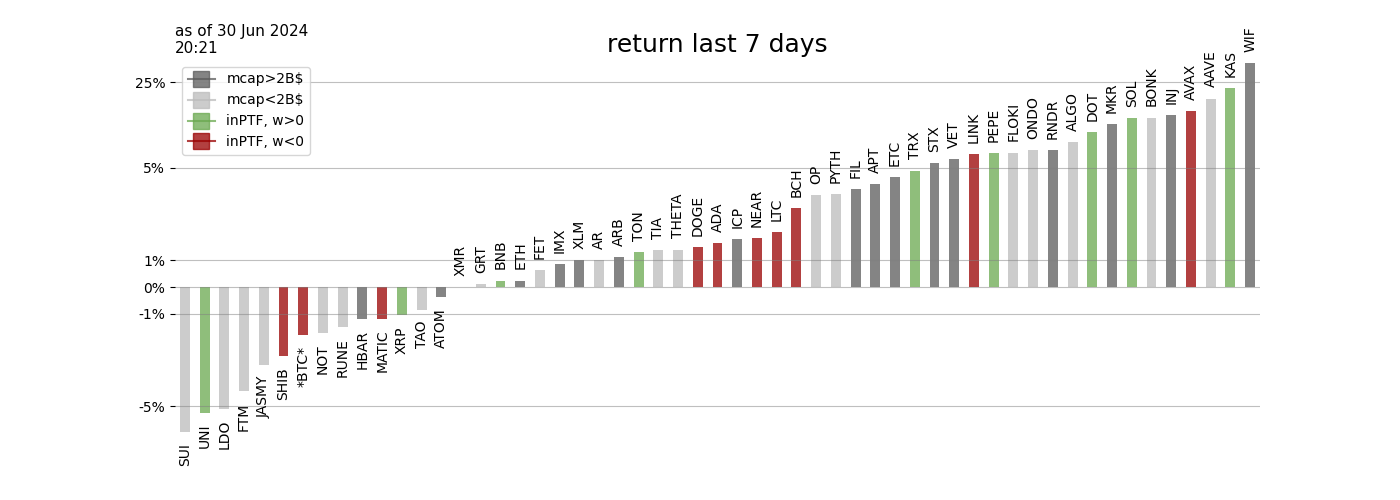 as of 30 Jun 2024
20:21
return last 7 days
mcap>2B$
mcap<2B$
inPTF, w>0
inPTF, w<0
25%
5%
1%
0%
-1%
-5%
SUI
UNI
LDO
FTM
JASMY
SHIB
*BTC*
NOT
RUNE
HBAR
MATIC
XRP
TAO
ATOM
XMR
GRT
BNB
ETH
FET
IMX
XLM
AR
ARB
TON
TIA
THETA
DOGE
ADA
ICP
NEAR
LTC
BCH
OP
PYTH
FIL
APT
ETC
TRX
STX
VET
LINK
PEPE
FLOKI
ONDO
RNDR
ALGO
DOT
MKR
SOL
BONK
INJ
AVAX
AAVE
KAS
WIF